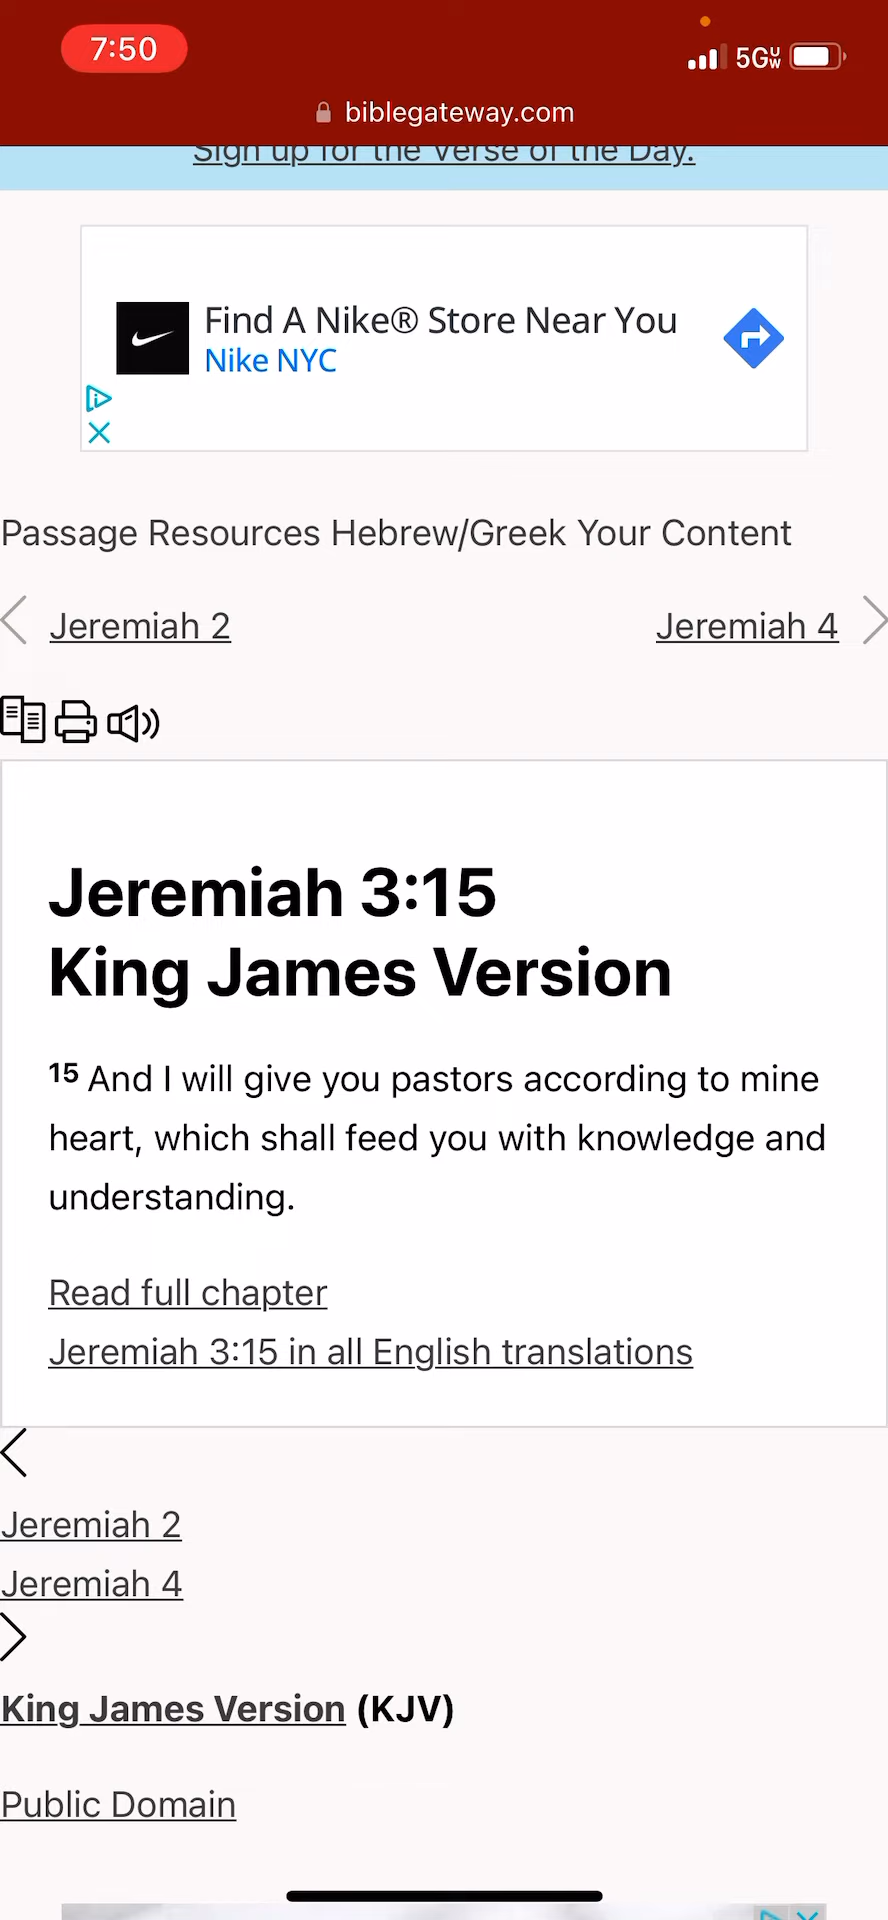 7:50
5GUW
biblegateway.com
Sign up for the Verse of the Day.
Find A Nike® Store Near You
Nike NYC
Passage Resources Hebrew/Greek Your Content
Jeremiah 2
Jeremiah 4
Jeremiah 3:15
King James Version
15 And I will give you pastors according to mine
heart, which shall feed you with knowledge and
understanding.
Read full chapter
Jeremiah 3:15 in all English translations
Jeremiah 2
Jeremiah 4
King James Version (KJV)
Public Domain